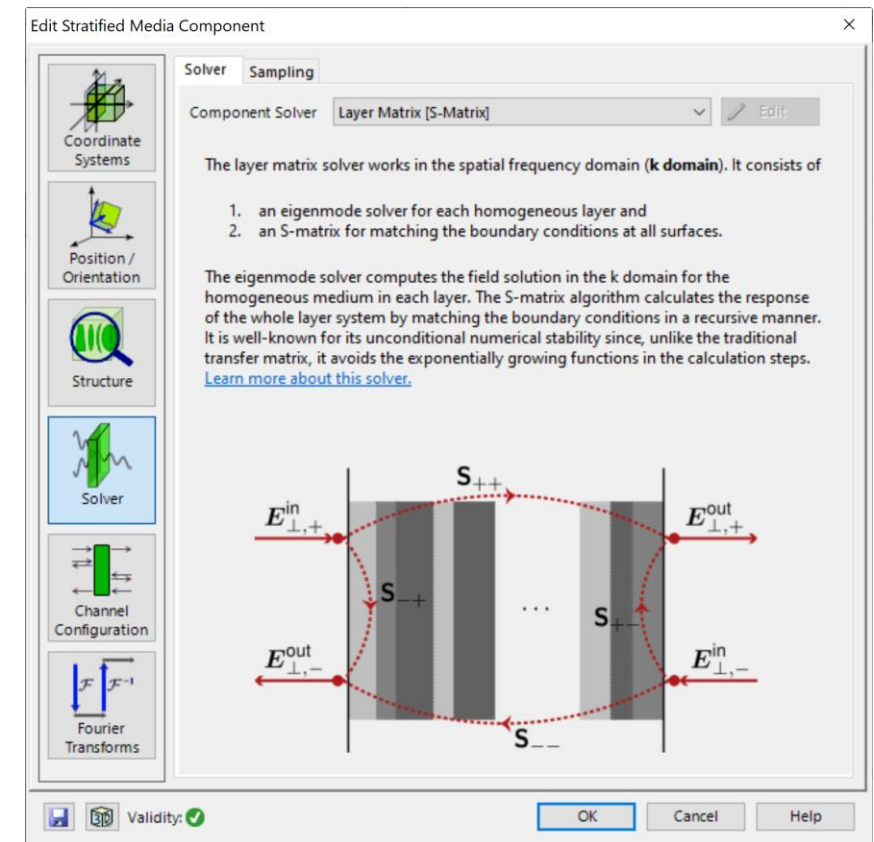 Edit Stratified Media Component
Solver
Sampling
Component Solver
Layer Matrix [S-Matrix]
Edit
The layer matrix solver works in the spatial frequency domain (k domain). It consists of
1. an eigenmode solver for each homogeneous layer and
2. an S-matrix for matching the boundary conditions at all surfaces.
The eigenmode solver computes the field solution in the k domain for the
homogeneous medium in each layer. The S-matrix algorithm calculates the response
of the whole layer system by matching the boundary conditions in a recursive manner.
It is well-known for its unconditional numerical stability since, unlike the traditional
transfer matrix, it avoids the exponentially growing functions in the calculation steps.
Learn more about this solver.
Coordinate
Systems
Position /
Orientation
Structure
Solver
Channel
Configuration
ℱ ℱ⁻¹
Fourier
Transforms
S₊₊
E^in_⊥,+
E^out_⊥,+
S₋₊
...
S₊₋
E^out_⊥,−
E^in_⊥,−
S₋₋
3D
Validity:
OK
Cancel
Help